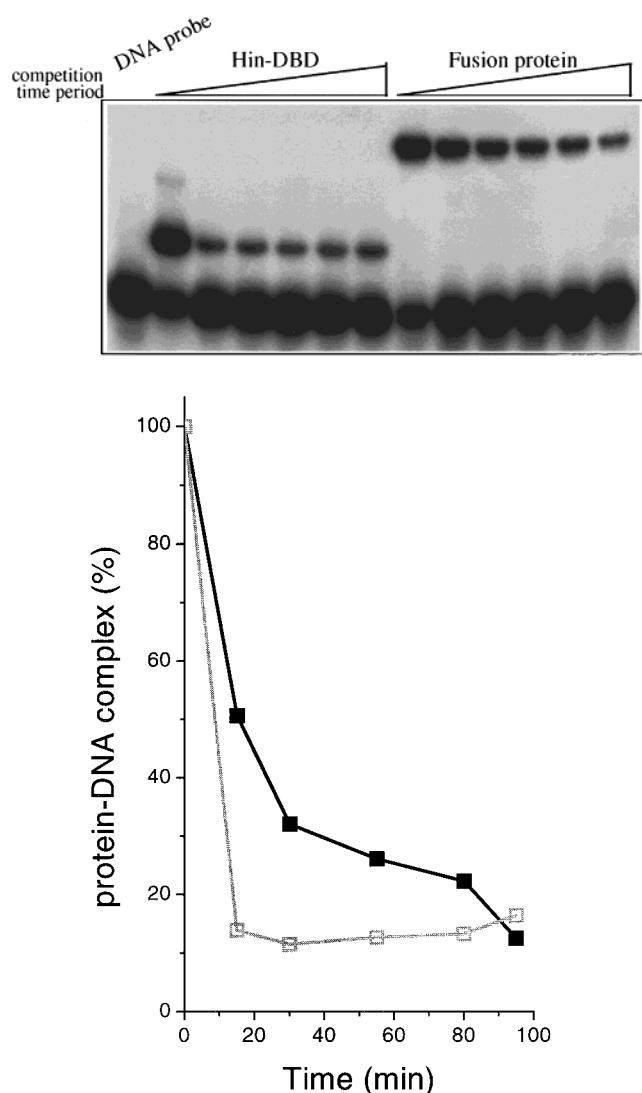 DNA probe
Hin-DBD
Fusion protein
competition
time period
100
80
60
40
20
0
protein-DNA complex (%)
0
20
40
60
80
100
Time (min)